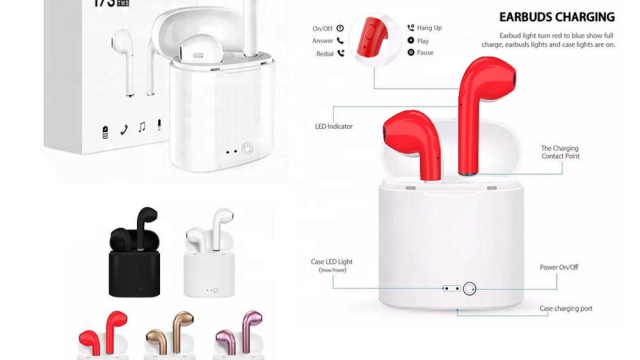 TWS
EARBUDS CHARGING
Earbud light turn red to blue show full
charge, earbuds lights and case lights are on.
On/Off
Answer
Redial
Hang Up
Play
Pause
LED Indicator
The Charging
Contact Point
Case LED Light
(Show Power)
Power On/Off
Case charging port